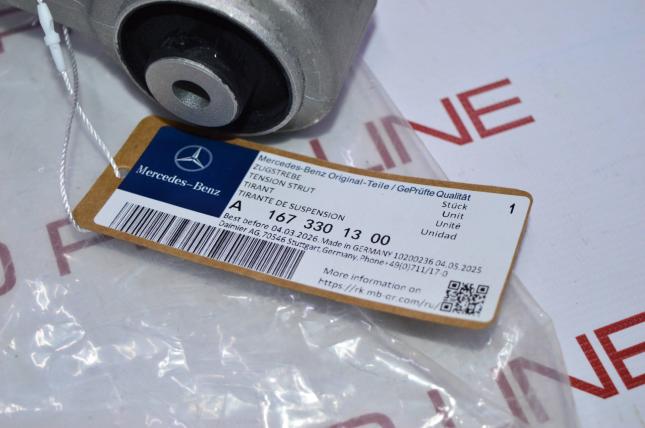 Mercedes-Benz
Mercedes-Benz Original-Teile / GePrüfte Qualität
ZUGSTREBE
TENSION STRUT
TIRANT
TIRANTE DE SUSPENSION
Stück
Unit
Unité
Unidad
1
A 167 330 13 00
Best before 04.03.2026. Made in GERMANY 10200236 04.05.2025
Daimler AG, 70546 Stuttgart, Germany, Phone+49(0)711/17-0
More information on
LINE
LINE